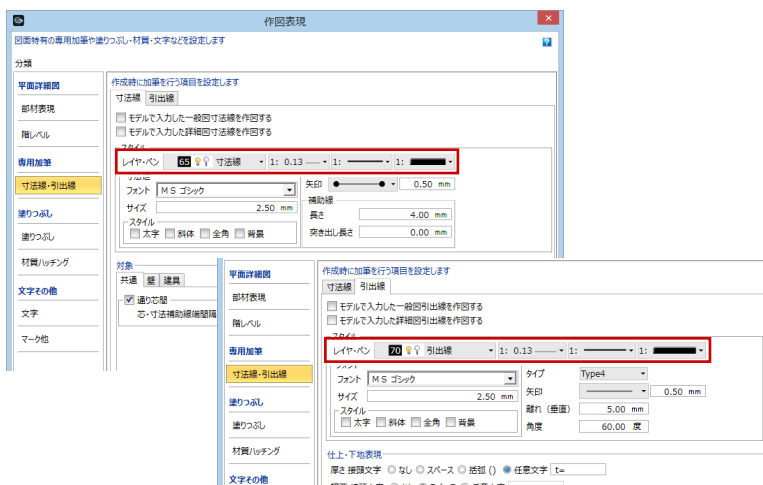 作図表現
図面特有の専用加筆や塗りつぶし・材質・文字などを設定します
分類
平面詳細図
部材表現
階レベル
専用加筆
寸法線・引出線
塗りつぶし
塗りつぶし
材質ハッチング
文字その他
文字
マーク他
作成時に加筆を行う項目を設定します
寸法線 引出線
モデルで入力した一般図寸法線を作図する
モデルで入力した詳細図寸法線を作図する
スタイル
レイヤ・ペン 65 寸法線 1: 0.13 1: 1:
フォント MS ゴシック
サイズ 2.50 mm
スタイル
太字 斜体 全角 背景
矢印 0.50 mm
補助線
長さ 4.00 mm
突き出し長さ 0.00 mm
対象
共通 壁 建具
通り芯間
芯・寸法補助線端間隔
平面詳細図
部材表現
階レベル
専用加筆
寸法線・引出線
塗りつぶし
塗りつぶし
材質ハッチング
文字その他
作成時に加筆を行う項目を設定します
寸法線 引出線
モデルで入力した一般図引出線を作図する
モデルで入力した詳細図引出線を作図する
スタイル
レイヤ・ペン 70 引出線 1: 0.13 1: 1:
フォント MS ゴシック
サイズ 2.50 mm
スタイル
太字 斜体 全角 背景
タイプ Type4
矢印 0.50 mm
離れ (垂直) 5.00 mm
角度 60.00 度
仕上・下地表現
厚さ 接頭文字 なし スペース 括弧 () 任意文字 t=